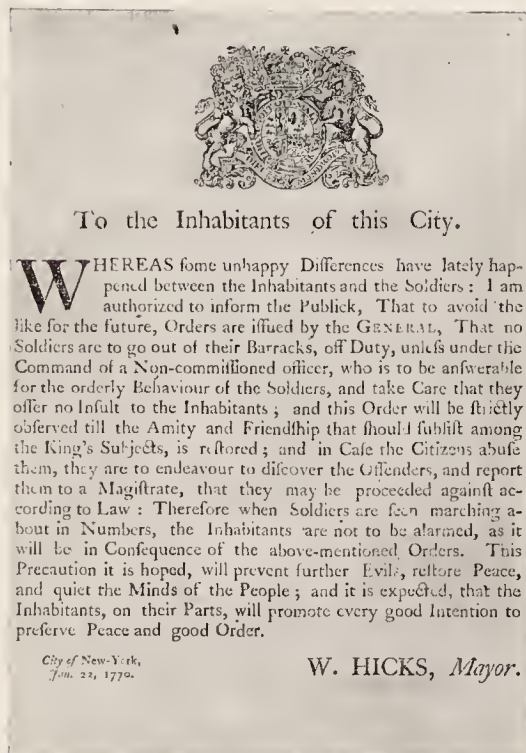 To the Inhabitants of this City.
WHEREAS ſome unhappy Differences have lately hap-
pened between the Inhabitants and the Soldiers: I am
authorized to inform the Publick, That to avoid the
like for the future, Orders are iſſued by the GENERAL, That no
Soldiers are to go out of their Barracks, off Duty, unleſs under the
Command of a Non-commiſſioned officer, who is to be anſwerable
for the orderly Behaviour of the Soldiers, and take Care that they
offer no Inſult to the Inhabitants; and this Order will be ſtrictly
obſerved till the Amity and Friendſhip that ſhould ſubſiſt among
the King's Subjects, is reſtored; and in Caſe the Citizens abuſe
them, they are to endeavour to diſcover the Offenders, and report
them to a Magiſtrate, that they may be proceeded againſt ac-
cording to Law: Therefore when Soldiers are ſeen marching a-
bout in Numbers, the Inhabitants are not to be alarmed, as it
will be in Conſequence of the above-mentioned Orders. This
Precaution it is hoped, will prevent further Evils, reſtore Peace,
and quiet the Minds of the People; and it is expected, that the
Inhabitants, on their Parts, will promote every good Intention to
preſerve Peace and good Order.
City of New-York,
Jan. 22, 1770.
W. HICKS, Mayor.